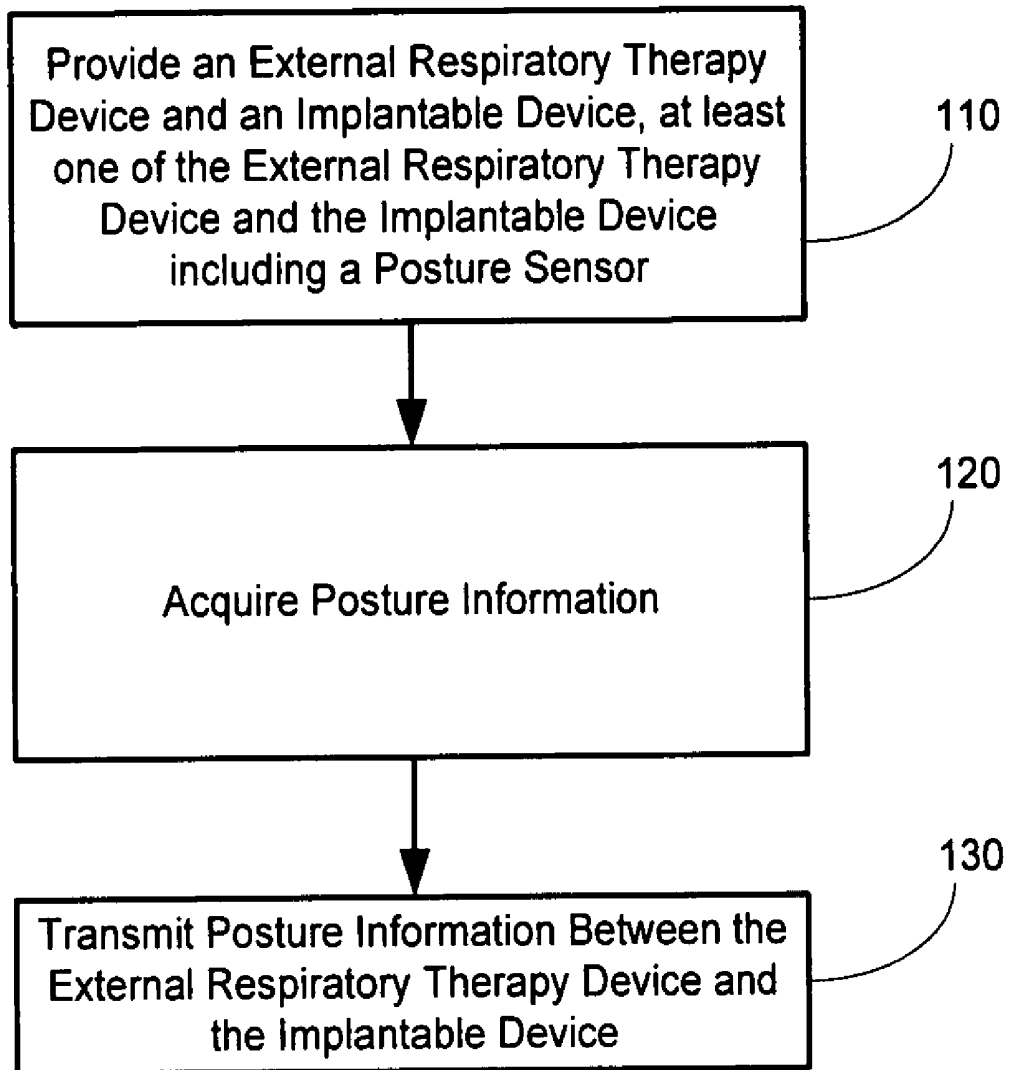 Provide an External Respiratory Therapy
Device and an Implantable Device, at least
one of the External Respiratory Therapy
Device and the Implantable Device
including a Posture Sensor
110
Acquire Posture Information
120
Transmit Posture Information Between the
External Respiratory Therapy Device and
the Implantable Device
130